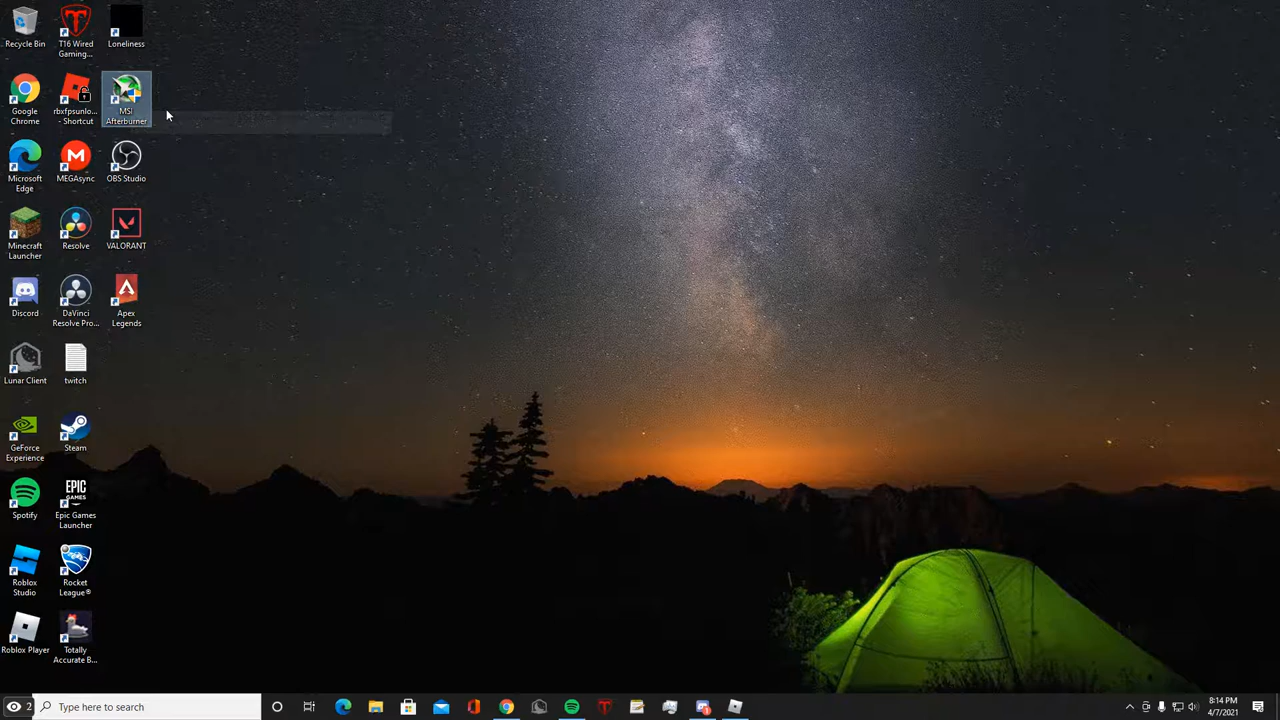 Recycle Bin
T16 Wired
Gaming...
Loneliness
Google
Chrome
rbxfpsunlo...
- Shortcut
MSI
Afterburner
Microsoft
Edge
MEGAsync
OBS Studio
Minecraft
Launcher
Resolve
VALORANT
Discord
DaVinci
Resolve Pro...
Apex
Legends
Lunar Client
twitch
GeForce
Experience
Steam
EPIC
GAMES
Spotify
Epic Games
Launcher
Roblox
Studio
Rocket
League®
Roblox Player
Totally
Accurate B...
2
Type here to search
8:14 PM
4/7/2021